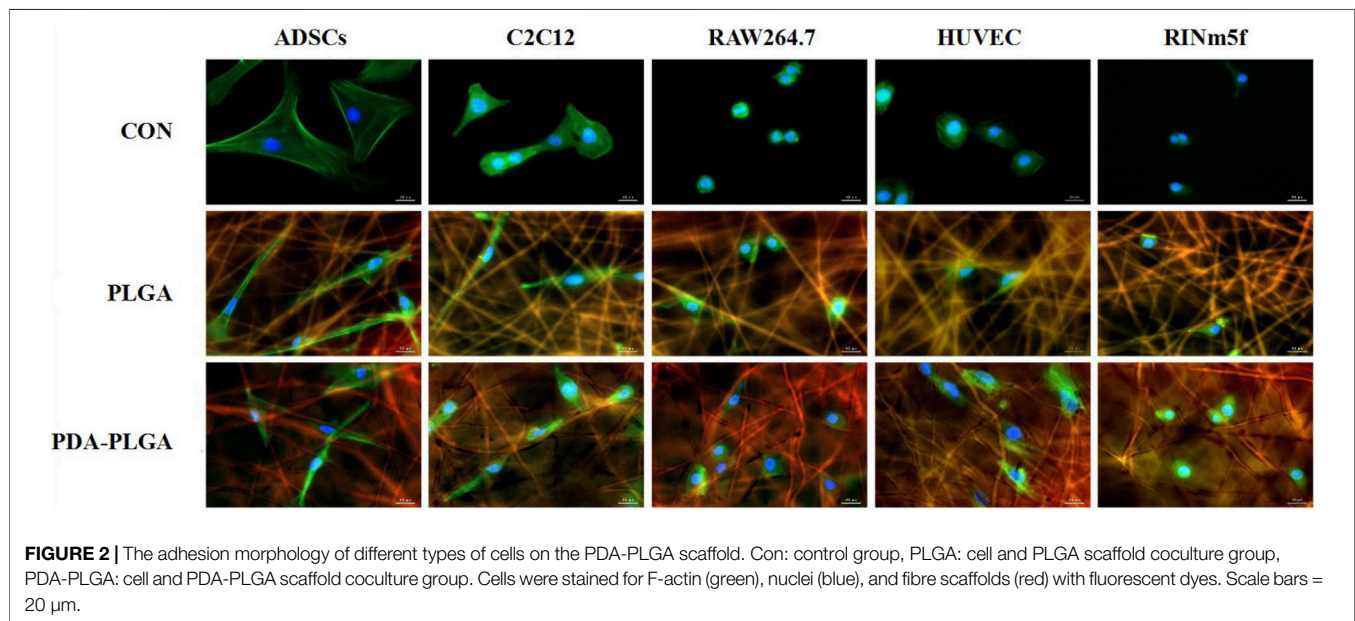 ADSCs C2C12 RAW264.7 HUVEC RINm5f
CON
PLGA
PDA-PLGA
FIGURE 2 | The adhesion morphology of different types of cells on the PDA-PLGA scaffold. Con: control group, PLGA: cell and PLGA scaffold coculture group,
PDA-PLGA: cell and PDA-PLGA scaffold coculture group. Cells were stained for F-actin (green), nuclei (blue), and fibre scaffolds (red) with fluorescent dyes. Scale bars =
20 μm.